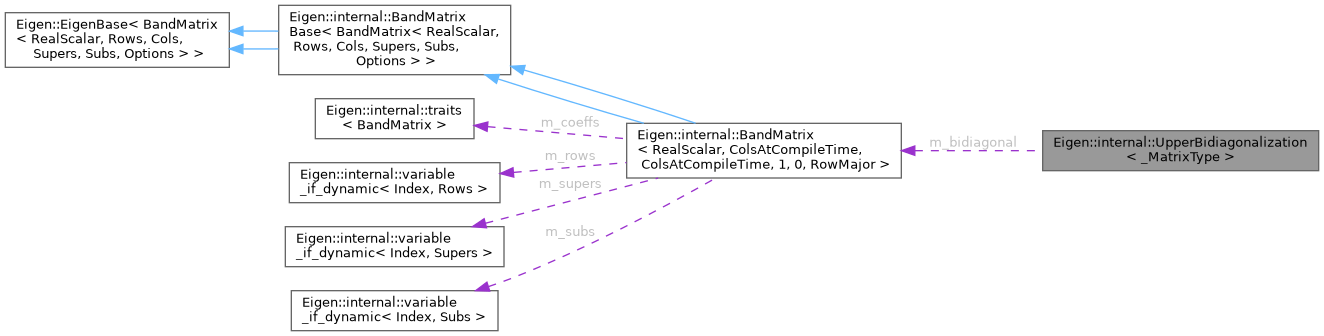 Eigen::EigenBase< BandMatrix
< RealScalar, Rows, Cols,
Supers, Subs, Options > >
Eigen::internal::BandMatrix
Base< BandMatrix< RealScalar,
Rows, Cols, Supers, Subs,
Options > >
Eigen::internal::traits
< BandMatrix >
m_coeffs
Eigen::internal::variable
_if_dynamic< Index, Rows >
m_rows
Eigen::internal::variable
_if_dynamic< Index, Supers >
m_supers
Eigen::internal::variable
_if_dynamic< Index, Subs >
m_subs
Eigen::internal::BandMatrix
< RealScalar, ColsAtCompileTime,
ColsAtCompileTime, 1, 0, RowMajor >
m_bidiagonal
Eigen::internal::UpperBidiagonalization
< _MatrixType >